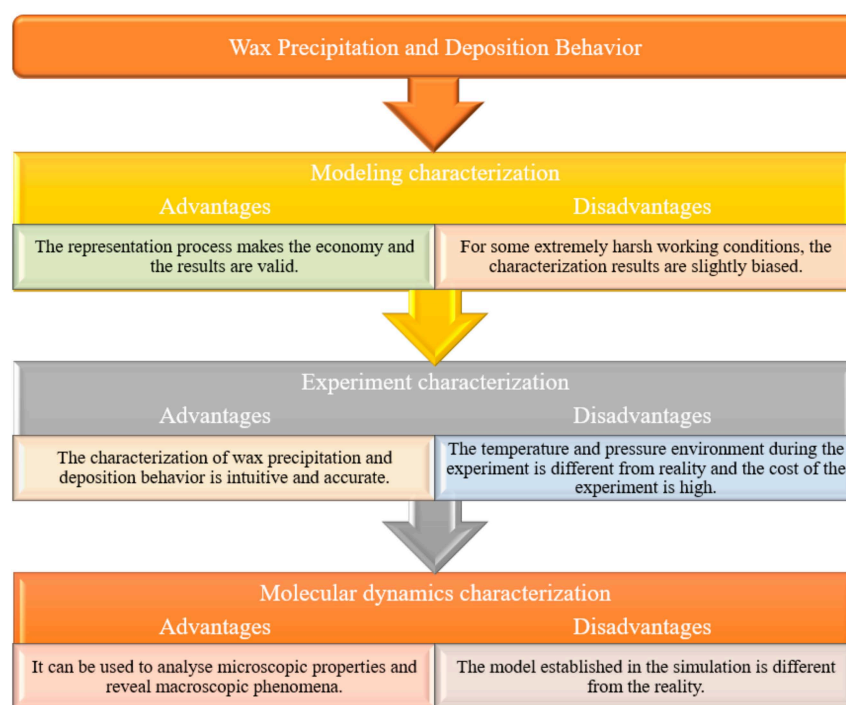 Wax Precipitation and Deposition Behavior
Modeling characterization
Advantages
Disadvantages
The representation process makes the economy and
the results are valid.
For some extremely harsh working conditions, the
characterization results are slightly biased.
Experiment characterization
Advantages
Disadvantages
The characterization of wax precipitation and
deposition behavior is intuitive and accurate.
The temperature and pressure environment during the
experiment is different from reality and the cost of the
experiment is high.
Molecular dynamics characterization
Advantages
Disadvantages
It can be used to analyse microscopic properties and
reveal macroscopic phenomena.
The model established in the simulation is different
from the reality.